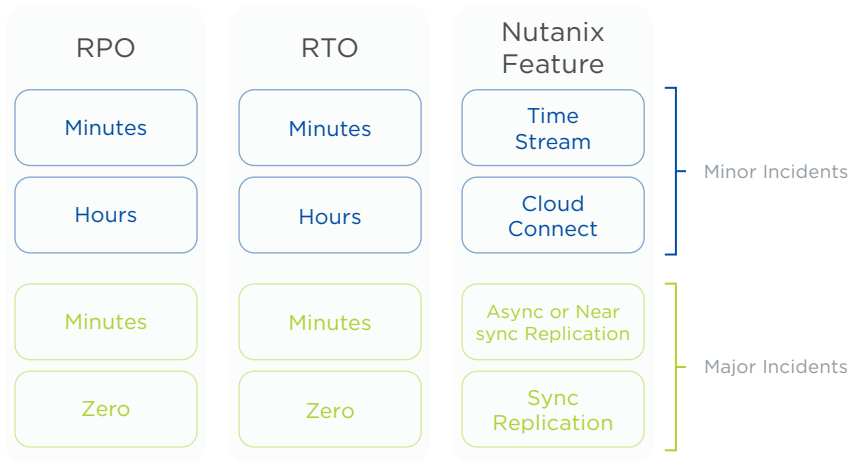 RPO
RTO
Nutanix
Feature
Minutes
Minutes
Time
Stream
Hours
Hours
Cloud
Connect
Minor Incidents
Minutes
Minutes
Async or Near
sync Replication
Zero
Zero
Sync
Replication
Major Incidents